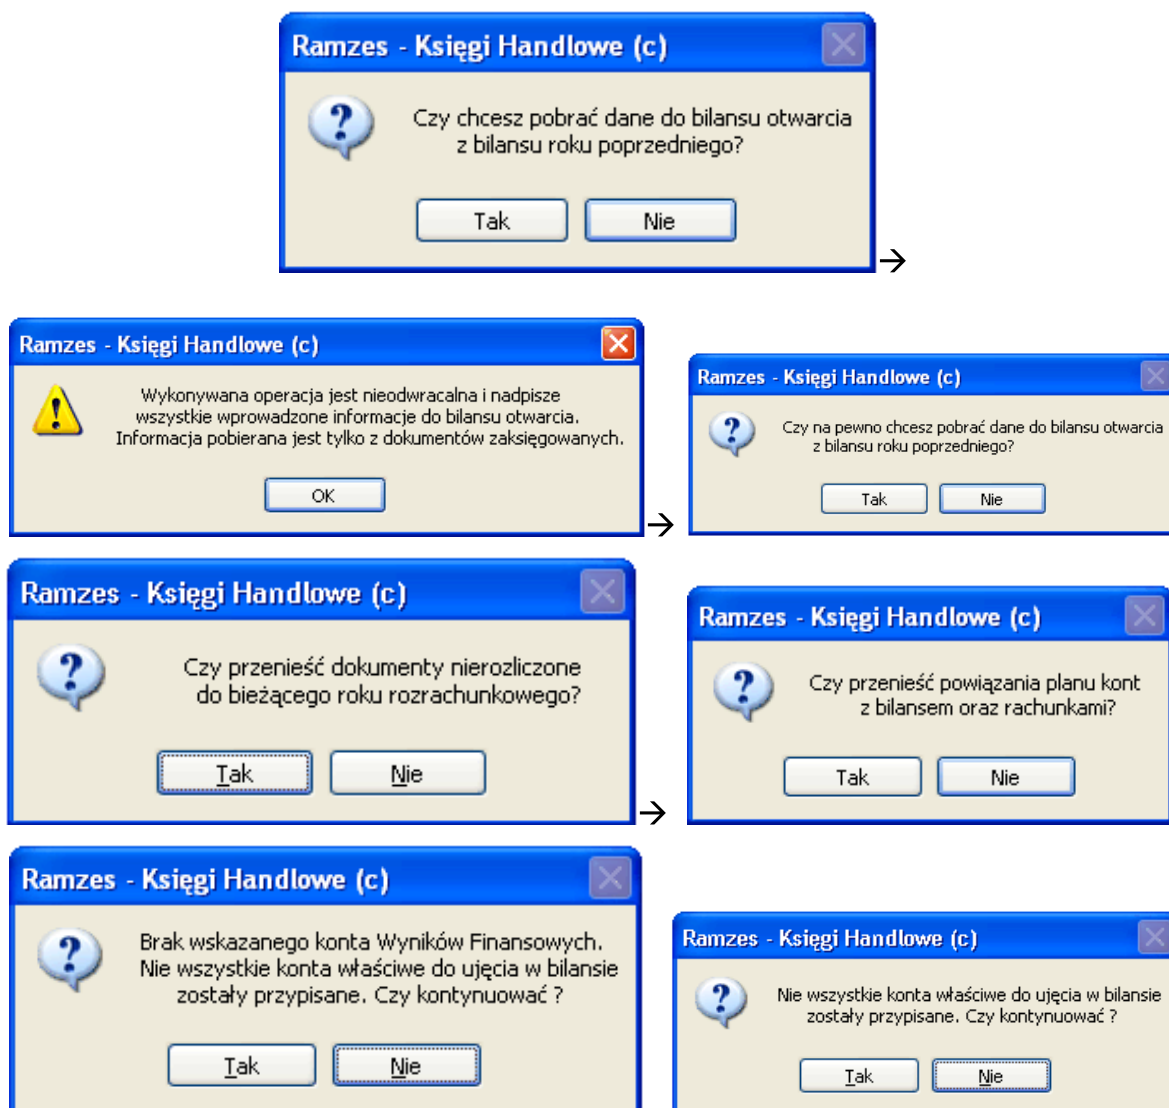 Ramzes - Księgi Handlowe (c)
Czy chcesz pobrać dane do bilansu otwarcia
z bilansu roku poprzedniego?
Tak
Nie
→
Ramzes - Księgi Handlowe (c)
Wykonywana operacja jest nieodwracalna i nadpisze
wszystkie wprowadzone informacje do bilansu otwarcia.
Informacja pobierana jest tylko z dokumentów zaksięgowanych.
OK
→
Ramzes - Księgi Handlowe (c)
Czy na pewno chcesz pobrać dane do bilansu otwarcia
z bilansu roku poprzedniego?
Tak
Nie
Ramzes - Księgi Handlowe (c)
Czy przenieść dokumenty nierozliczone
do bieżącego roku rozrachunkowego?
Tak
Nie
→
Ramzes - Księgi Handlowe (c)
Czy przenieść powiązania planu kont
z bilansem oraz rachunkami?
Tak
Nie
Ramzes - Księgi Handlowe (c)
Brak wskazanego konta Wyników Finansowych.
Nie wszystkie konta właściwe do ujęcia w bilansie
zostały przypisane. Czy kontynuować ?
Tak
Nie
Ramzes - Księgi Handlowe (c)
Nie wszystkie konta właściwe do ujęcia w bilansie
zostały przypisane. Czy kontynuować ?
Tak
Nie